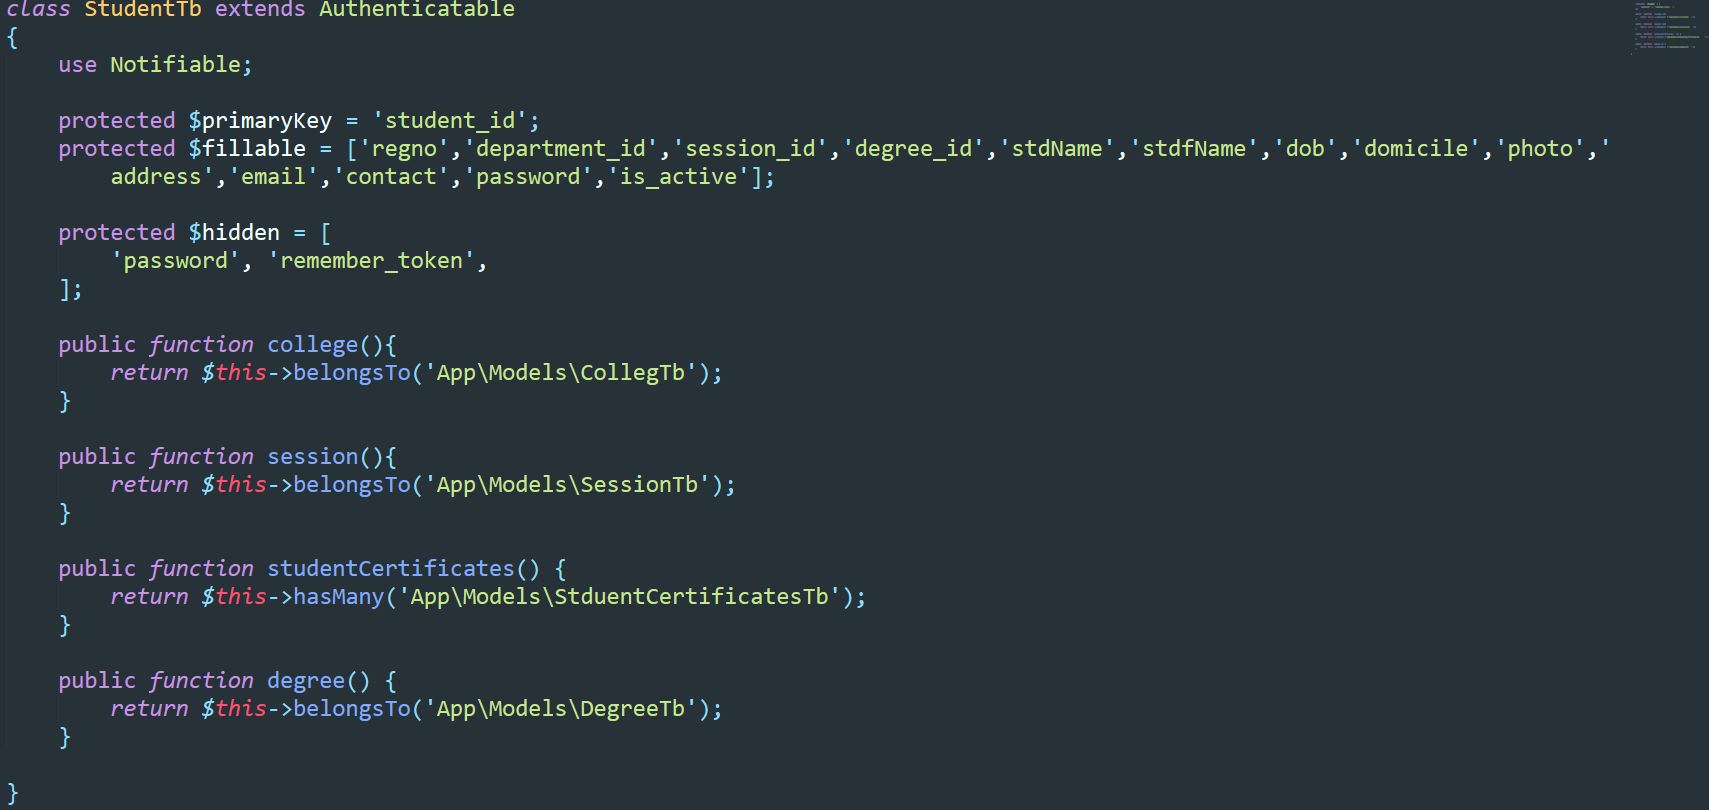 class StudentTb extends Authenticatable
{
    use Notifiable;

    protected $primaryKey = 'student_id';
    protected $fillable = ['regno','department_id','session_id','degree_id','stdName','stdfName','dob','domicile','photo','
        address','email','contact','password','is_active'];

    protected $hidden = [
        'password', 'remember_token',
    ];

    public function college(){
        return $this->belongsTo('App\Models\CollegTb');
    }

    public function session(){
        return $this->belongsTo('App\Models\SessionTb');
    }

    public function studentCertificates() {
        return $this->hasMany('App\Models\StduentCertificatesTb');
    }

    public function degree() {
        return $this->belongsTo('App\Models\DegreeTb');
    }

}